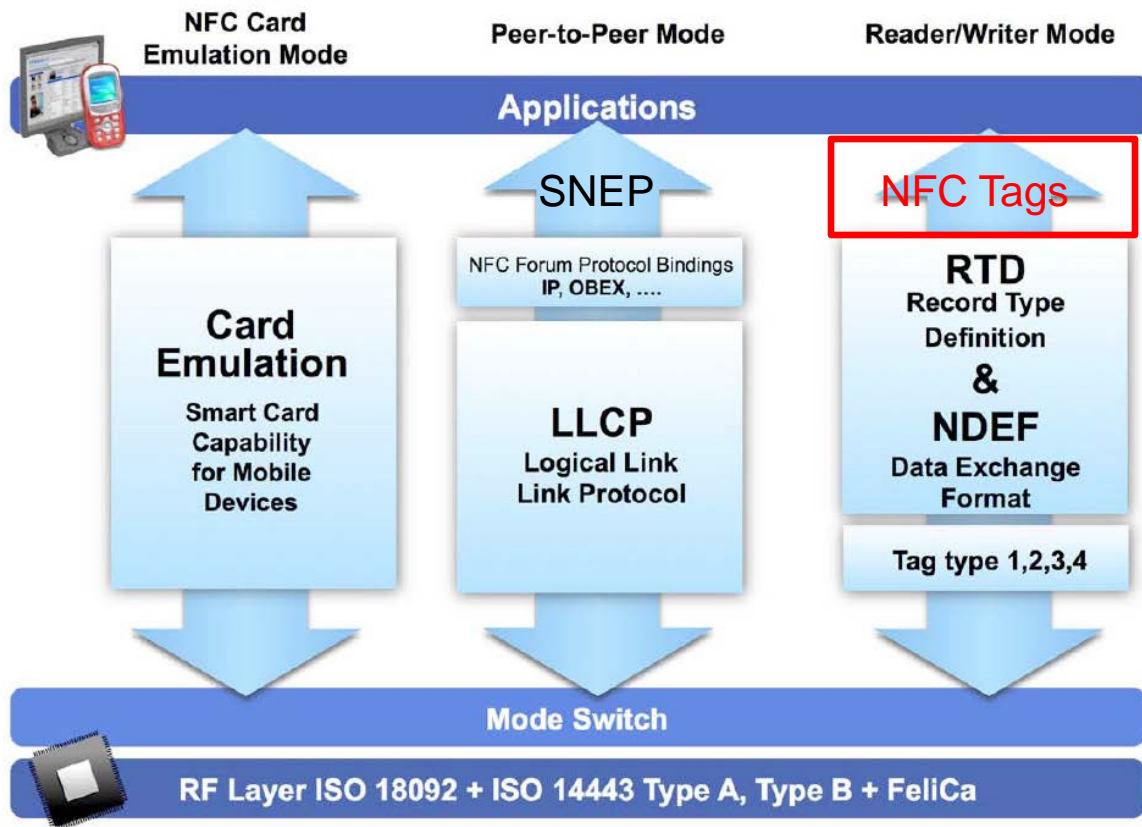 NFC Card
Emulation Mode
Peer-to-Peer Mode
Reader/Writer Mode
Applications
SNEP
NFC Tags
Card
Emulation
Smart Card
Capability
for Mobile
Devices
NFC Forum Protocol Bindings
IP, OBEX, ....
LLCP
Logical Link
Link Protocol
RTD
Record Type
Definition
&
NDEF
Data Exchange
Format
Tag type 1,2,3,4
Mode Switch
RF Layer ISO 18092 + ISO 14443 Type A, Type B + FeliCa